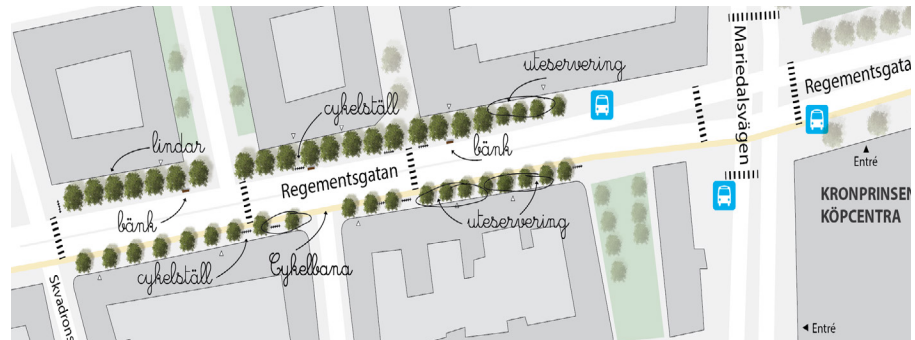 uteservering
Mariedalsvägen
Regementsgatan
cykelställ
lindar
bänk
Entré
Regementsgatan
KRONPRINSEN
KÖPCENTRA
bänk
uteservering
cykelställ
Cykelbana
Skvadrons
Entré